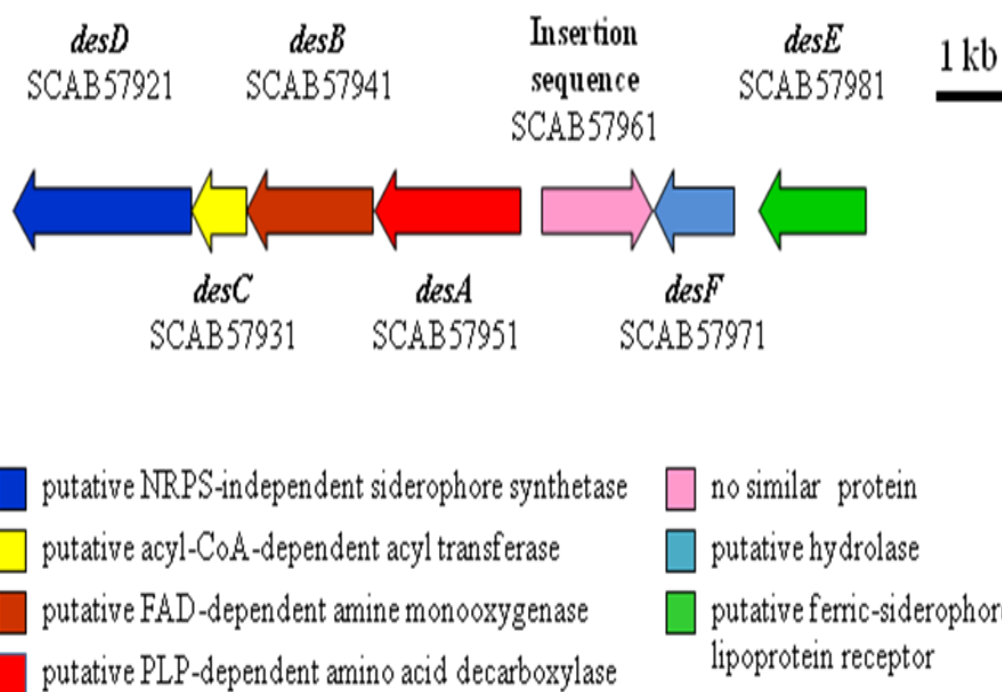 desD
SCAB57921
desB
SCAB57941
Insertion
sequence
SCAB57961
desE
SCAB57981
1 kb
desC
SCAB57931
desA
SCAB57951
desF
SCAB57971
putative NRPS-independent siderophore synthetase
putative acyl-CoA-dependent acyl transferase
putative FAD-dependent amine monooxygenase
putative PLP-dependent amino acid decarboxylase
no similar protein
putative hydrolase
putative ferric-siderophore
lipoprotein receptor